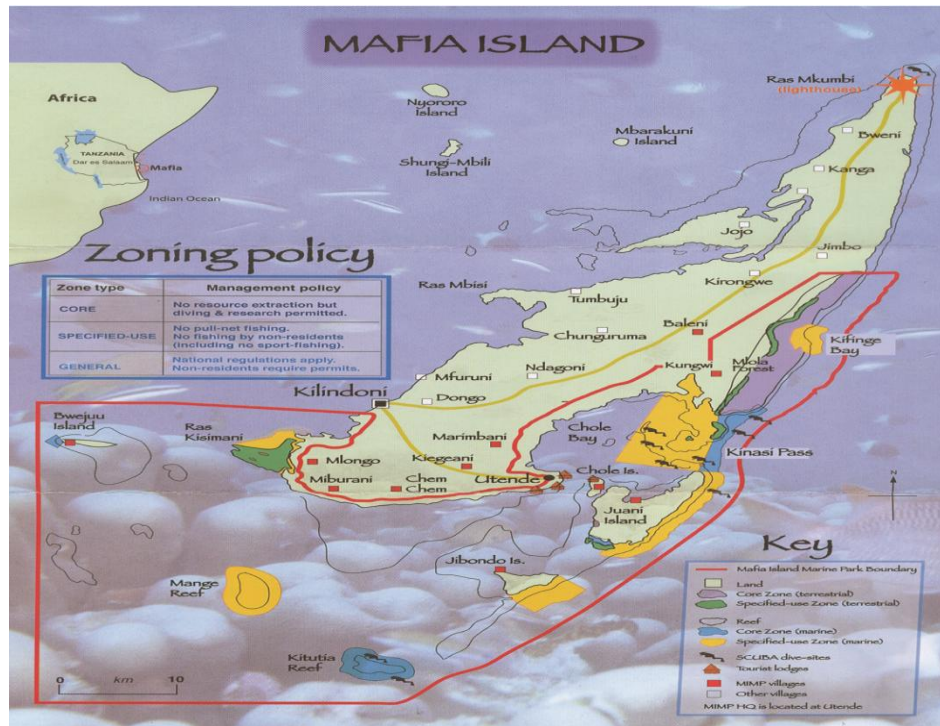 MAFIA ISLAND
Africa
TANZANIA
Dar es Salaam
Mafia
Indian Ocean
Nyororo
Island
Shungi-Mbili
Island
Mbarakuni
Island
Ras Mkumbi
(lighthouse)
Bweni
Kanga
Jojo
Jimbo
Kirongwe
Ras Mbisi
Tumbuju
Chunguruma
Baleni
Kungwi
Mlola
Forest
Kifinge
Bay
Zoning policy
Zone type Management policy
CORE No resource extraction but
diving & research permitted.
SPECIFIED-USE No pull-net fishing.
No fishing by non-residents
(including no sport-fishing).
GENERAL National regulations apply.
Non-residents require permits.
Mfuruni
Ndagoni
Kilindoni
Dongo
Bwejuu
Island
Ras
Kisimani
Marimbani
Chole
Bay
Kinasi Pass
Mlongo
Kiegeani
Miburani
Chem
Chem
Utende
Chole Is.
Juani
Island
Jibondo Is.
Mange
Reef
Kitutia
Reef
0 km 10
N
Key
Mafia Island Marine Park Boundary
Land
Core Zone (terrestrial)
Specified-use Zone (terrestrial)
Reef
Core Zone (marine)
Specified-use Zone (marine)
SCUBA dive-sites
Tourist lodges
MIMP villages
Other villages
MIMP HQ is located at Utende